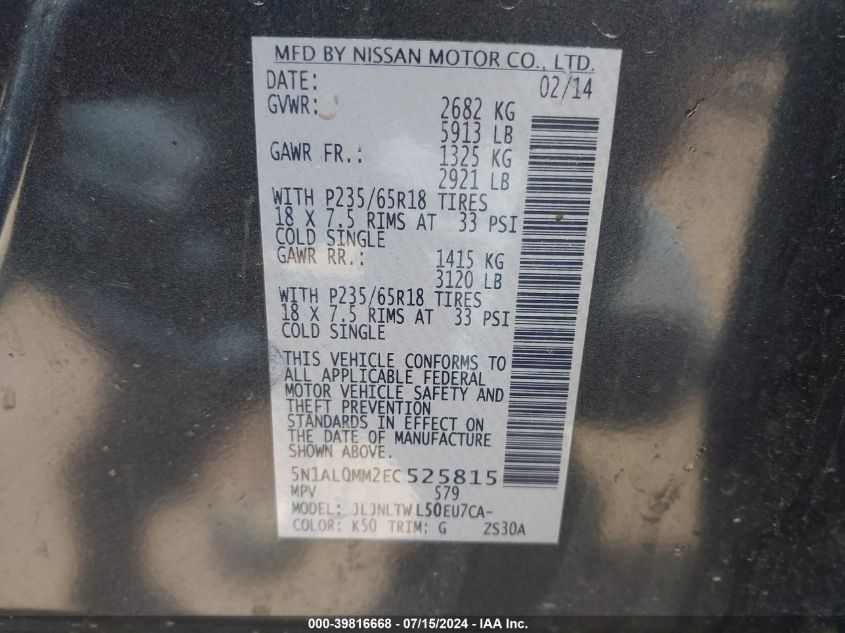 MFD BY NISSAN MOTOR CO., LTD.
DATE: 02/14
GVWR: 2682 KG
5913 LB
GAWR FR.: 1325 KG
2921 LB
WITH P235/65R18 TIRES
18 X 7.5 RIMS AT 33 PSI
COLD SINGLE
GAWR RR.: 1415 KG
3120 LB
WITH P235/65R18 TIRES
18 X 7.5 RIMS AT 33 PSI
COLD SINGLE
THIS VEHICLE CONFORMS TO
ALL APPLICABLE FEDERAL
MOTOR VEHICLE SAFETY AND
THEFT PREVENTION
STANDARDS IN EFFECT ON
THE DATE OF MANUFACTURE
SHOWN ABOVE.
5N1AL0MM2EC 525815
MPV 579
MODEL: JLJNLTW L50EU7CA-
COLOR: K50 TRIM: G ZS30A
000-39816668 - 07/15/2024 - IAA Inc.